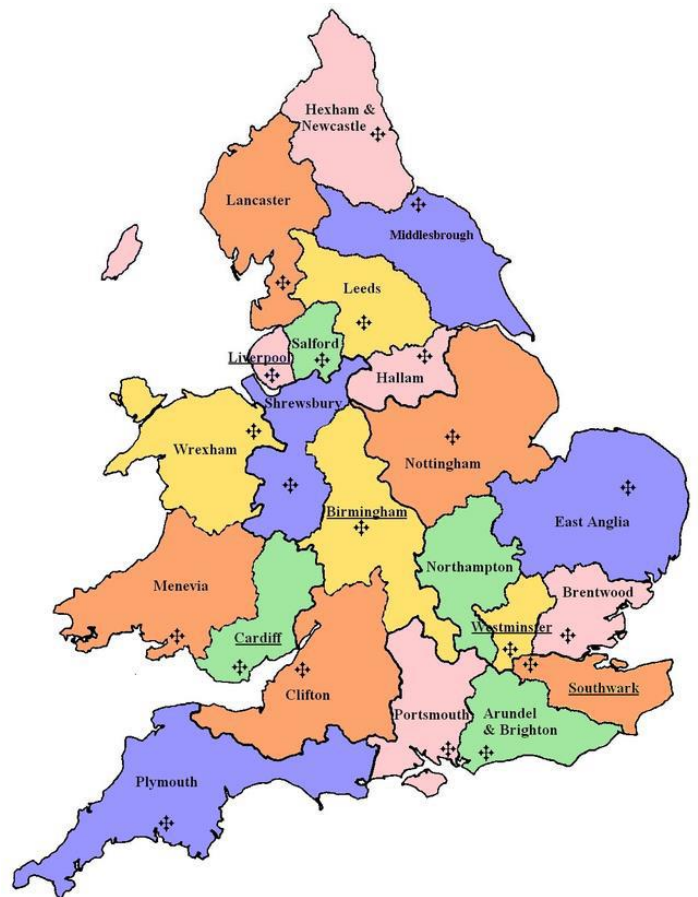 Hexham &
Newcastle
Lancaster
Middlesbrough
Leeds
Salford
Liverpool
Hallam
Shrewsbury
Wrexham
Nottingham
Birmingham
East Anglia
Northampton
Menevia
Brentwood
Westminster
Cardiff
Southwark
Clifton
Portsmouth
Arundel
& Brighton
Plymouth